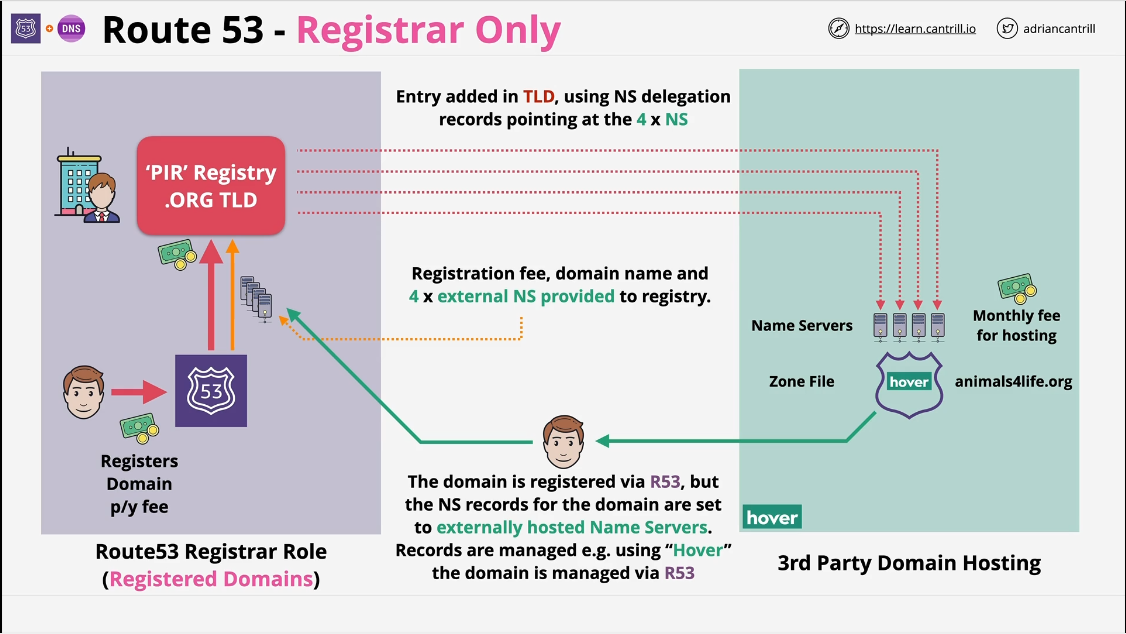 DNS
Route 53 - Registrar Only
https://learn.cantrill.io
adriancantrill
Entry added in TLD, using NS delegation
records pointing at the 4 x NS
‘PIR’ Registry
.ORG TLD
Registration fee, domain name and
4 x external NS provided to registry.
Name Servers
Monthly fee
for hosting
Zone File
hover
animals4life.org
53
Registers
Domain
p/y fee
The domain is registered via R53, but
the NS records for the domain are set
to externally hosted Name Servers.
Records are managed e.g. using “Hover”
the domain is managed via R53
hover
Route53 Registrar Role
(Registered Domains)
3rd Party Domain Hosting